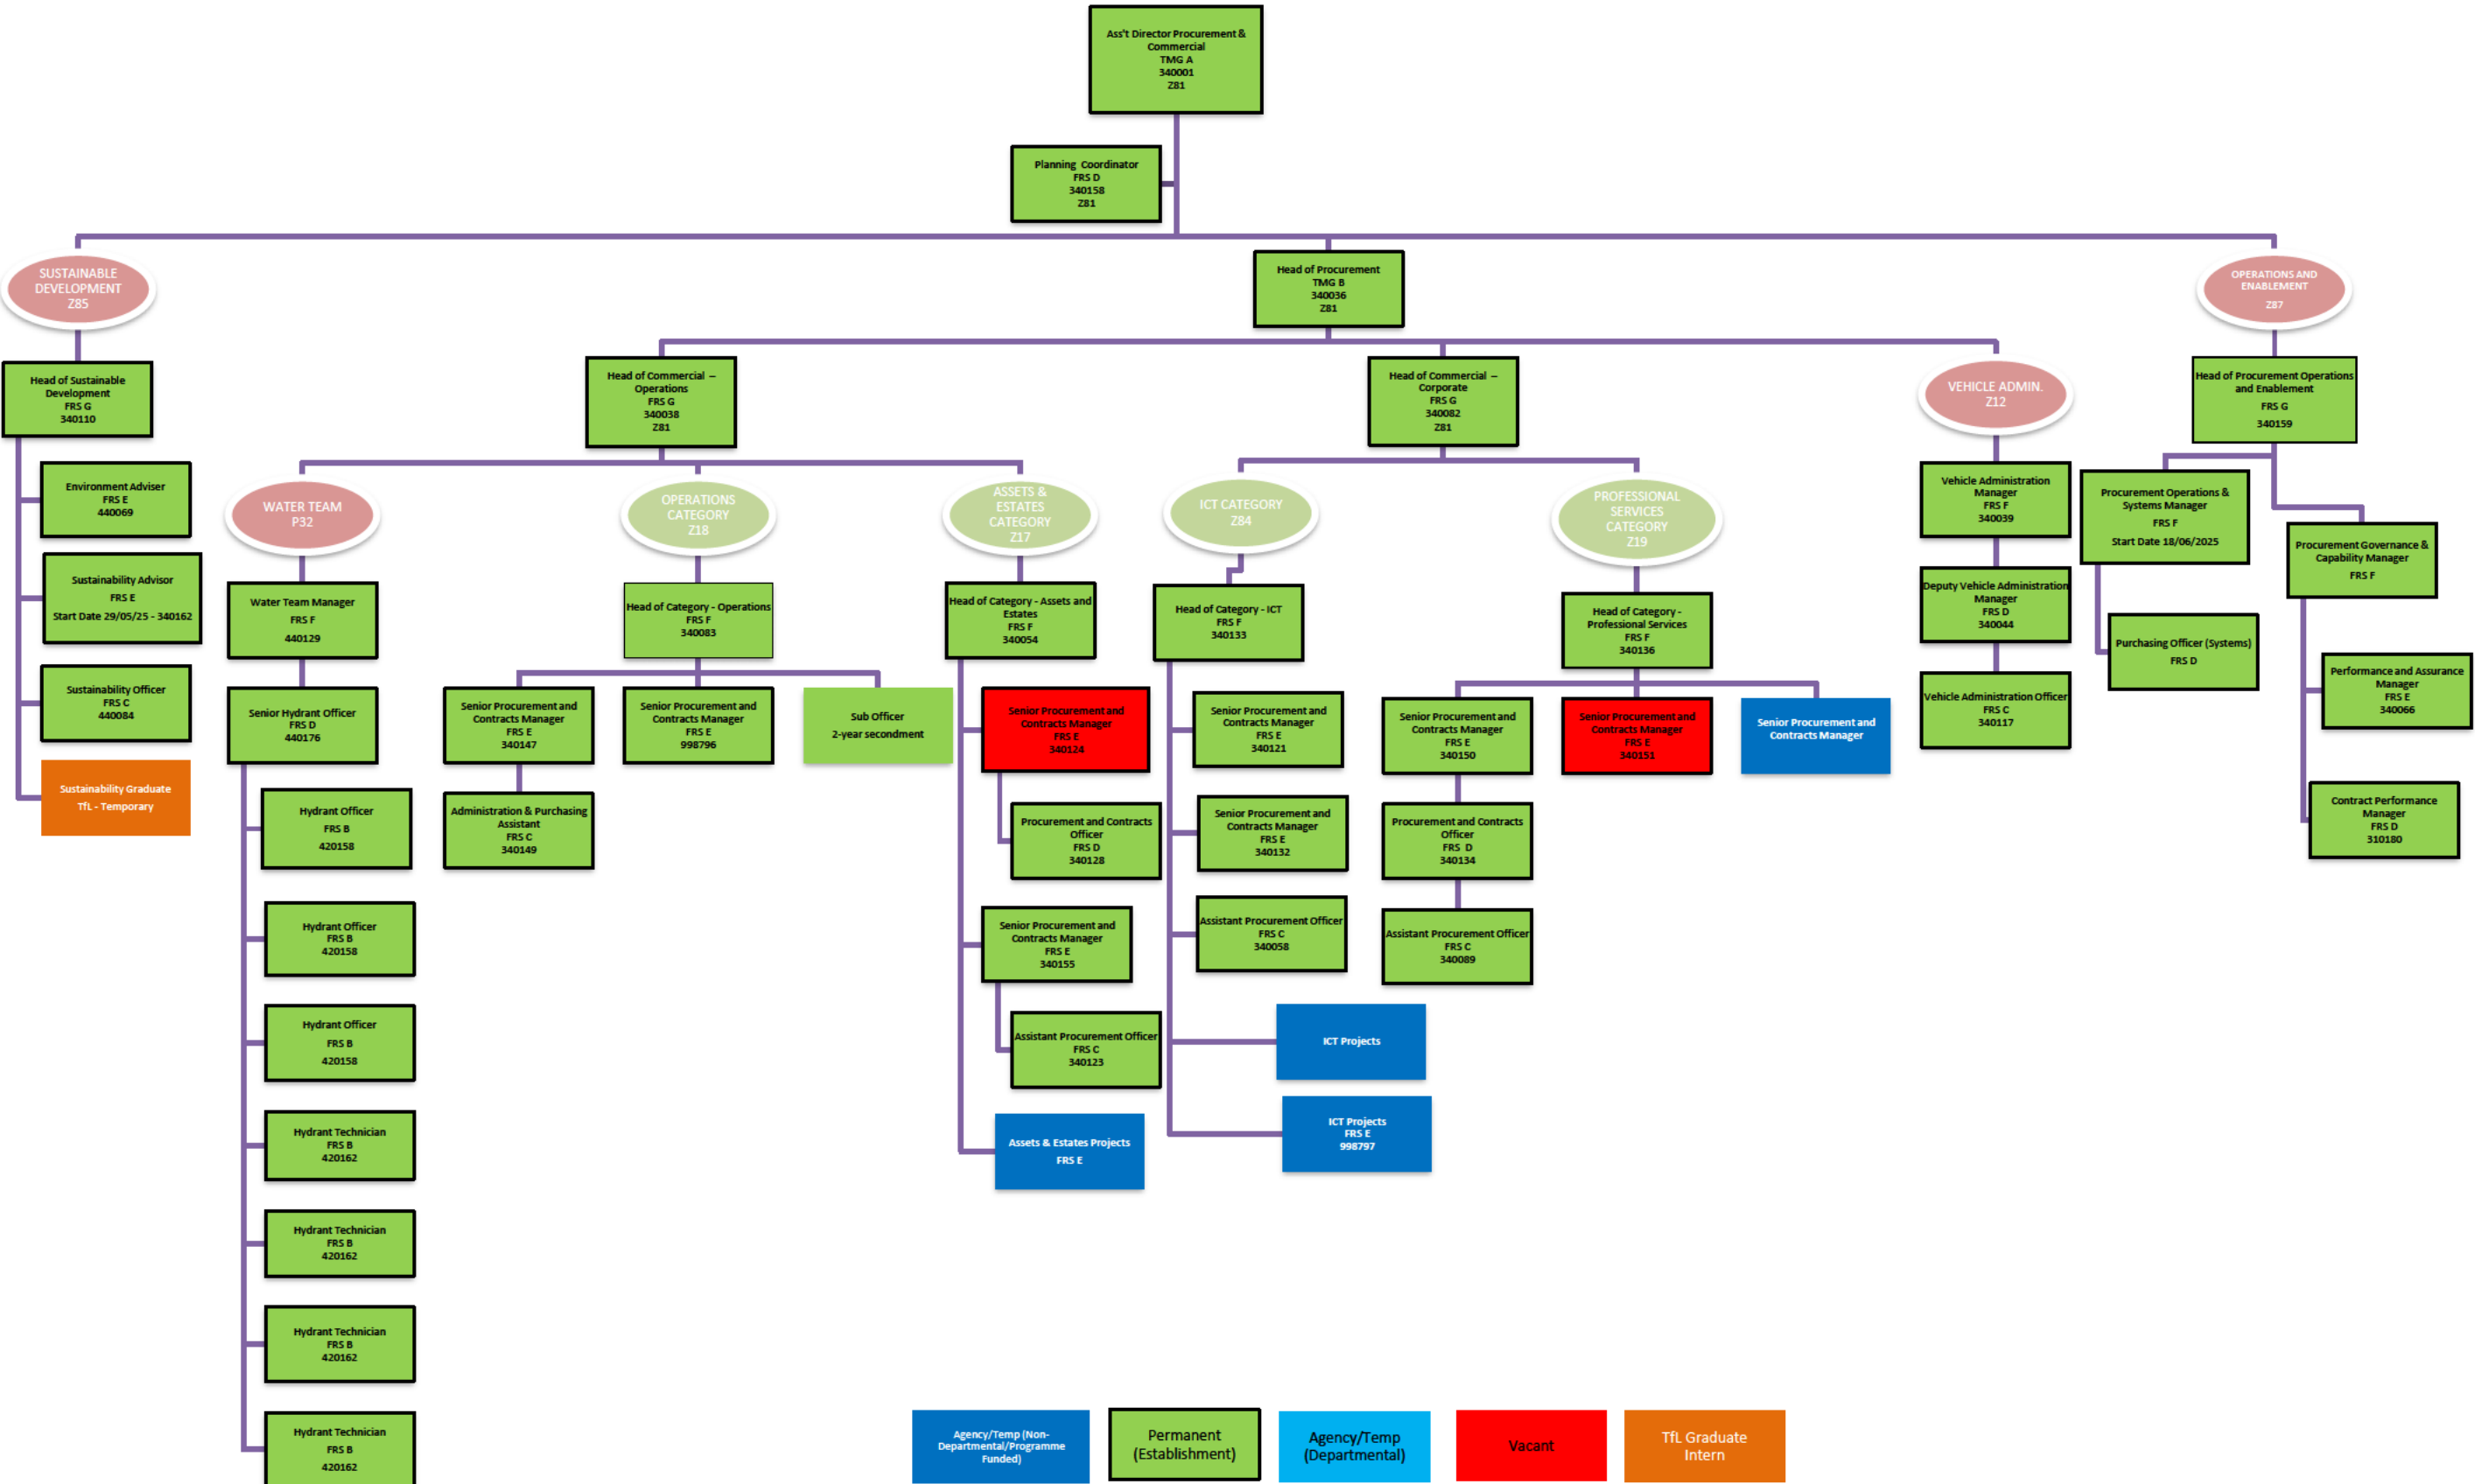 Ass't Director Procurement &
Commercial
TMG A
340001
Z81
Planning Coordinator
FRS D
340158
Z81
SUSTAINABLE
DEVELOPMENT
Z85
Head of Procurement
TMG B
340036
Z81
OPERATIONS AND
ENABLEMENT
Z87
Head of Sustainable
Development
FRS G
340110
Environment Adviser
FRS E
440069
Sustainability Advisor
FRS E
Start Date 29/05/25 - 340162
Sustainability Officer
FRS C
440084
Sustainability Graduate
TfL - Temporary
Head of Commercial –
Operations
FRS G
340038
Z81
WATER TEAM
P32
Water Team Manager
FRS F
440129
Senior Hydrant Officer
FRS D
440176
Hydrant Officer
FRS B
420158
Hydrant Officer
FRS B
420158
Hydrant Officer
FRS B
420158
Hydrant Technician
FRS B
420162
Hydrant Technician
FRS B
420162
Hydrant Technician
FRS B
420162
Hydrant Technician
FRS B
420162
OPERATIONS
CATEGORY
Z18
Head of Category - Operations
FRS F
340083
Senior Procurement and
Contracts Manager
FRS E
340147
Administration & Purchasing
Assistant
FRS C
340149
Senior Procurement and
Contracts Manager
FRS E
998796
Sub Officer
2-year secondment
ASSETS &
ESTATES
CATEGORY
Z17
Head of Category - Assets and
Estates
FRS F
340054
Senior Procurement and
Contracts Manager
FRS E
340124
Procurement and Contracts
Officer
FRS D
340128
Senior Procurement and
Contracts Manager
FRS E
340155
Assistant Procurement Officer
FRS C
340123
Assets & Estates Projects
FRS E
Head of Commercial –
Corporate
FRS G
340082
Z81
ICT CATEGORY
Z84
Head of Category - ICT
FRS F
340133
Senior Procurement and
Contracts Manager
FRS E
340121
Senior Procurement and
Contracts Manager
FRS E
340132
Assistant Procurement Officer
FRS C
340058
ICT Projects
ICT Projects
FRS E
998797
PROFESSIONAL
SERVICES
CATEGORY
Z19
Head of Category -
Professional Services
FRS F
340136
Senior Procurement and
Contracts Manager
FRS E
340150
Procurement and Contracts
Officer
FRS D
340134
Assistant Procurement Officer
FRS C
340089
Senior Procurement and
Contracts Manager
FRS E
340151
Senior Procurement and
Contracts Manager
VEHICLE ADMIN.
Z12
Vehicle Administration
Manager
FRS F
340039
Deputy Vehicle Administration
Manager
FRS D
340044
Vehicle Administration Officer
FRS C
340117
Head of Procurement Operations
and Enablement
FRS G
340159
Procurement Operations &
Systems Manager
FRS F
Start Date 18/06/2025
Purchasing Officer (Systems)
FRS D
Procurement Governance &
Capability Manager
FRS F
Performance and Assurance
Manager
FRS E
340066
Contract Performance
Manager
FRS D
310180
Agency/Temp (Non-
Departmental/Programme
Funded)
Permanent
(Establishment)
Agency/Temp
(Departmental)
Vacant
TfL Graduate
Intern